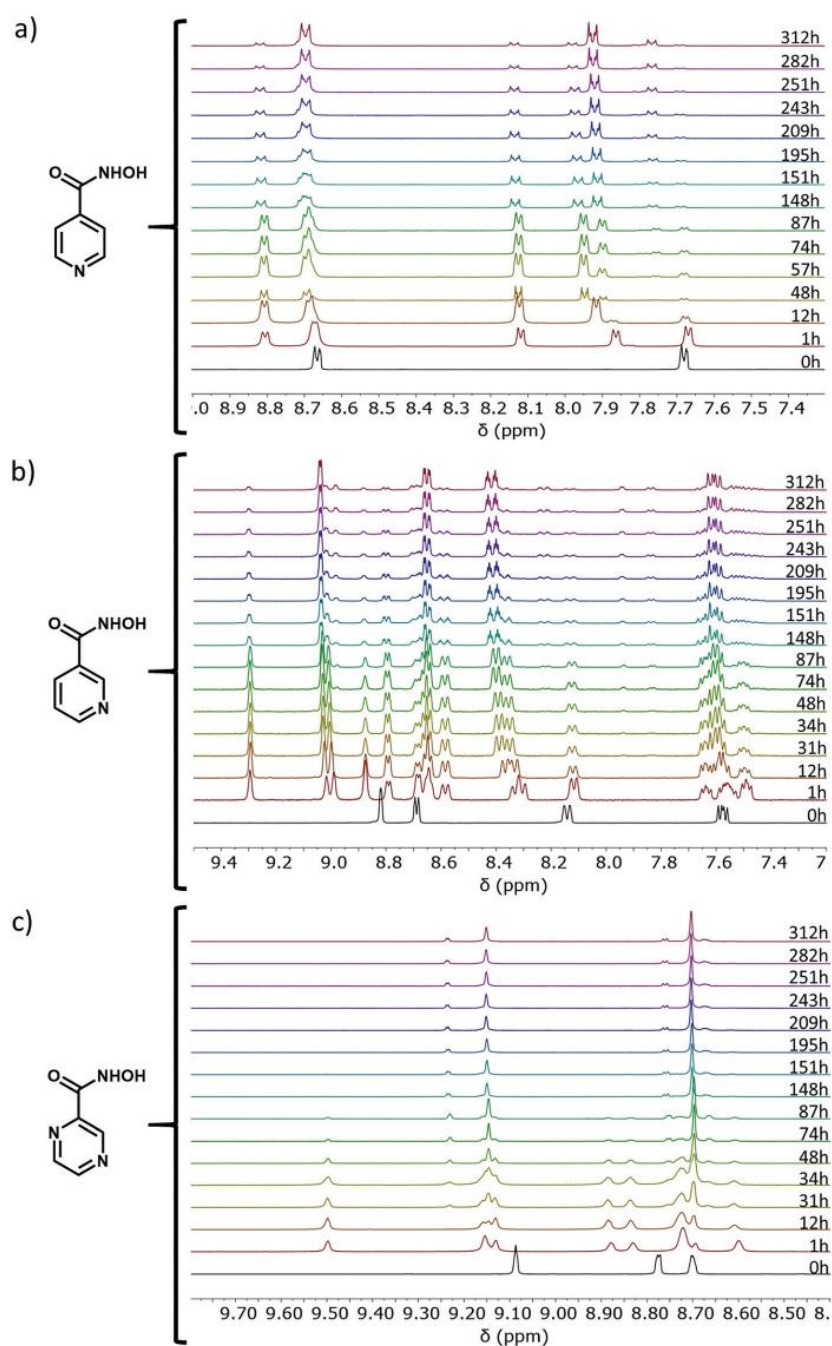 a)
312h
282h
251h
243h
209h
195h
151h
148h
87h
74h
57h
48h
12h
1h
0h
O
NHOH
N
.0 8.9 8.8 8.7 8.6 8.5 8.4 8.3 8.2 8.1 8.0 7.9 7.8 7.7 7.6 7.5 7.4
δ (ppm)
b)
312h
282h
251h
243h
209h
195h
151h
148h
87h
74h
48h
34h
31h
12h
1h
0h
O
NHOH
N
9.4 9.2 9.0 8.8 8.6 8.4 8.2 8.0 7.8 7.6 7.4 7
δ (ppm)
c)
312h
282h
251h
243h
209h
195h
151h
148h
87h
74h
48h
34h
31h
12h
1h
0h
O
NHOH
N
N
9.70 9.60 9.50 9.40 9.30 9.20 9.10 9.00 8.90 8.80 8.70 8.60 8.50 8.
δ (ppm)